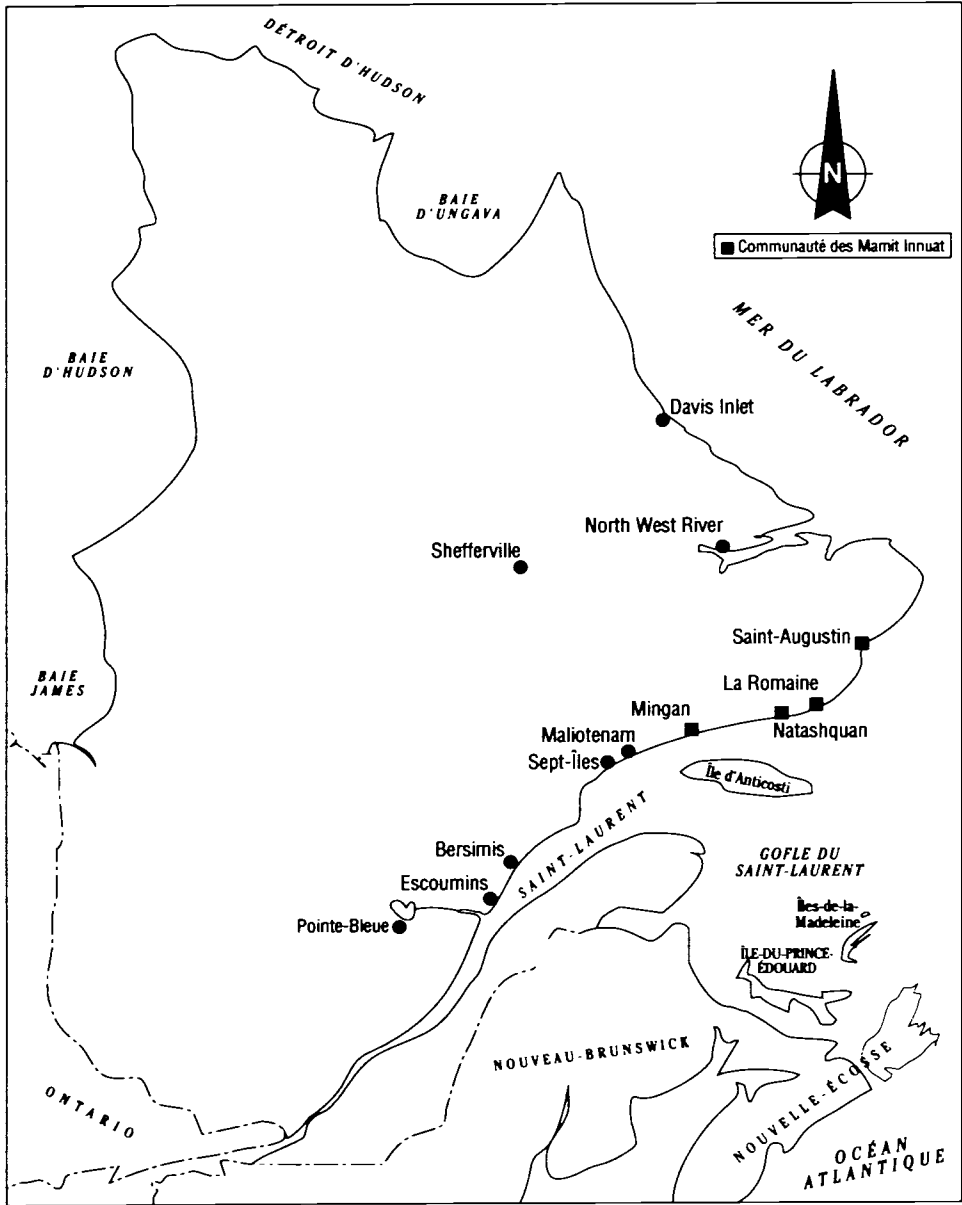 DÉTROIT D'HUDSON
N
BAIE
D'UNGAVA
■ Communauté des Mamit Innuat
MER DU LABRADOR
BAIE
D'HUDSON
Davis Inlet
North West River
Shefferville
Saint-Augustin
BAIE
JAMES
La Romaine
Mingan
Natashquan
Maliotenam
Sept-Îles
Île d'Anticosti
SAINT-LAURENT
Bersimis
GOFLE DU
SAINT-LAURENT
Escoumins
Îles-de-la-
Madeleine
Pointe-Bleue
ÎLE-DU-PRINCE-
ÉDOUARD
NOUVEAU-BRUNSWICK
ONTARIO
NOUVELLE-ÉCOSSE
OCÉAN
ATLANTIQUE